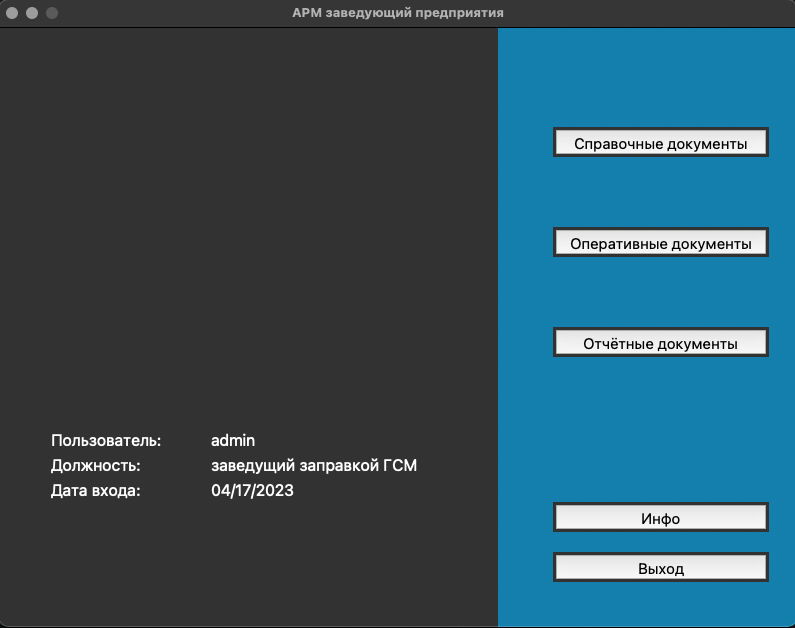 АРМ заведующий предприятия
Справочные документы
Оперативные документы
Отчётные документы
Пользователь: admin
Должность: заведущий заправкой ГСМ
Дата входа: 04/17/2023
Инфо
Выход